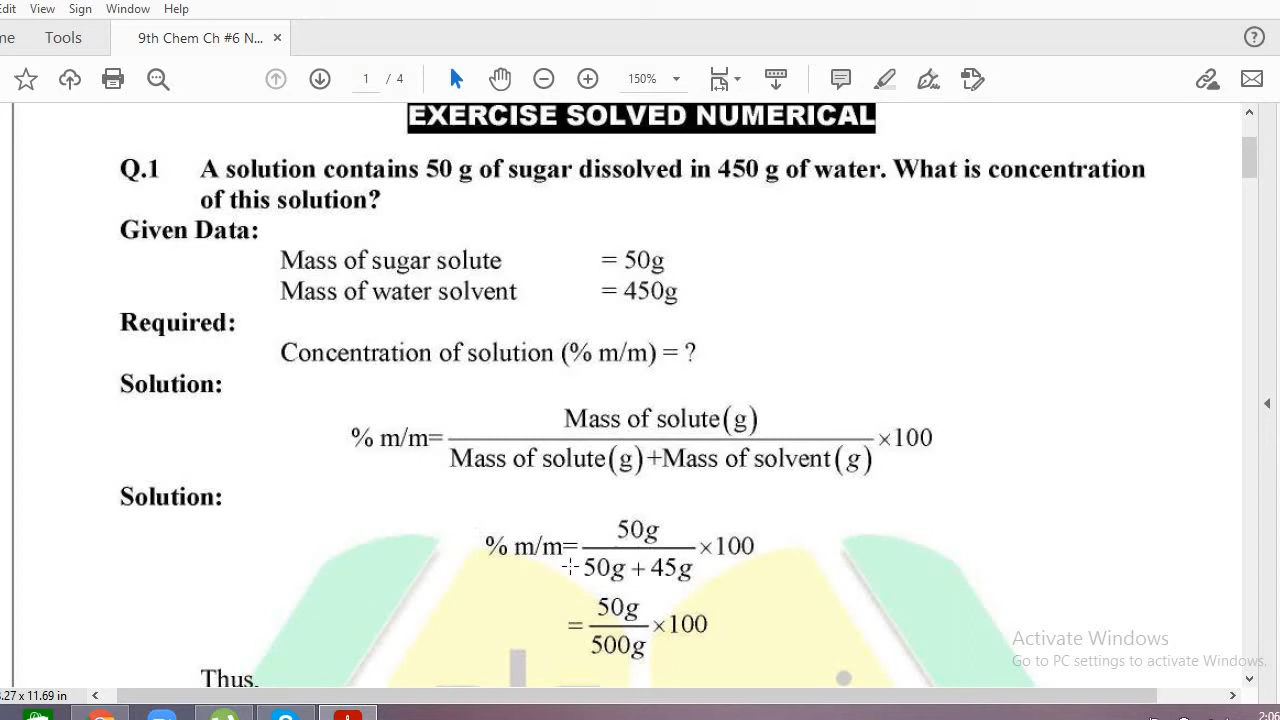 Edit View Sign Window Help
me Tools 9th Chem Ch #6 N... ×
1 / 4 150%
EXERCISE SOLVED NUMERICAL
Q.1 A solution contains 50 g of sugar dissolved in 450 g of water. What is concentration
of this solution?
Given Data:
Mass of sugar solute = 50g
Mass of water solvent = 450g
Required:
Concentration of solution (% m/m) = ?
Solution:
Mass of solute(g)
% m/m= ×100
Mass of solute(g)+Mass of solvent(g)
Solution:
50g
% m/m= ×100
50g + 45g
50g
= ×100
500g
Activate Windows
Go to PC settings to activate Windows.
Thus,
8.27 x 11.69 in